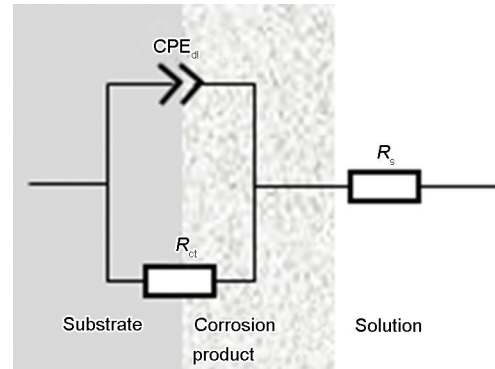 CPEdl
Rs
Rct
Substrate
Corrosion
product
Solution